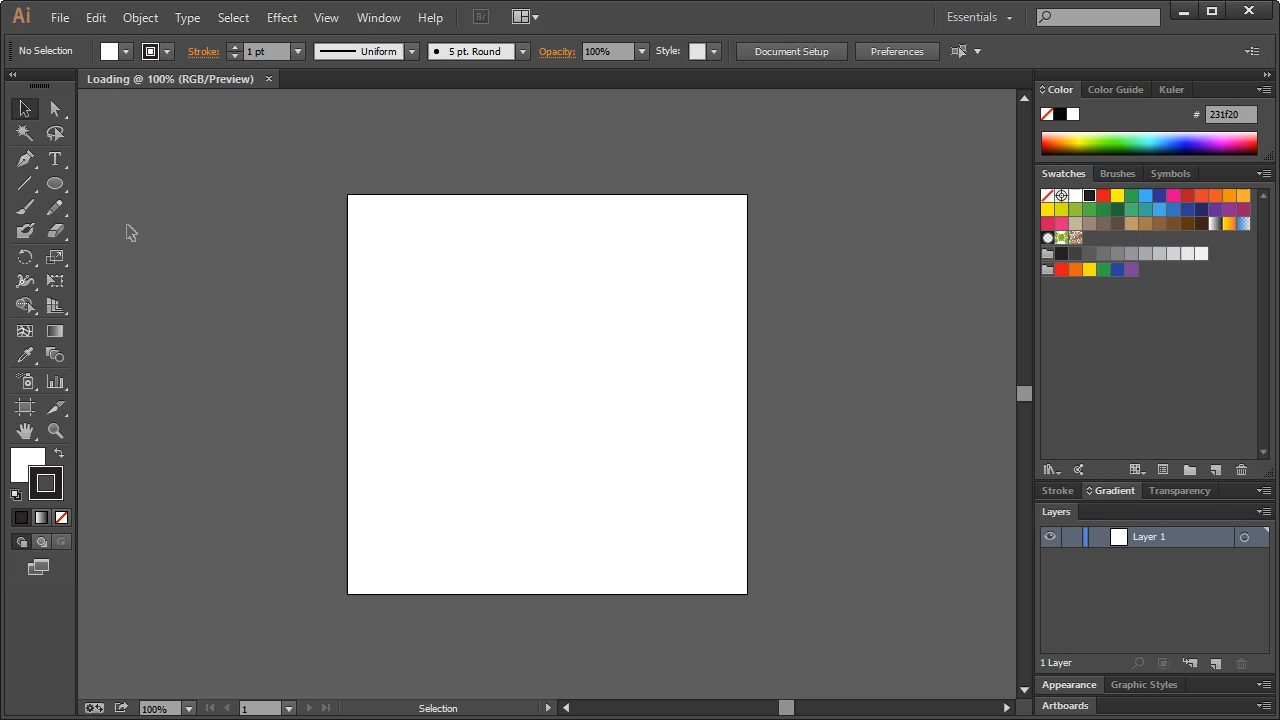 Ai File Edit Object Type Select Effect View Window Help Br Essentials
No Selection Stroke: 1 pt Uniform 5 pt. Round Opacity: 100% Style: Document Setup Preferences
Loading @ 100% (RGB/Preview) ×
Color Color Guide Kuler
# 231f20
Swatches Brushes Symbols
Stroke Gradient Transparency
Layers
Layer 1
1 Layer
Appearance Graphic Styles
Artboards
100% 1 Selection